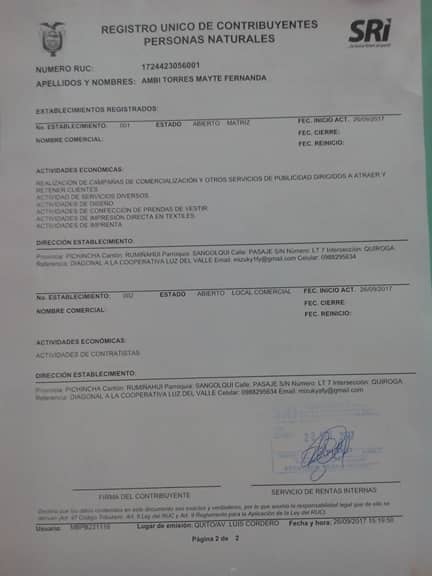 REGISTRO UNICO DE CONTRIBUYENTES
PERSONAS NATURALES
SRi
NUMERO RUC: 1724423056001
APELLIDOS Y NOMBRES: AMBI TORRES MAYTE FERNANDA
ESTABLECIMIENTOS REGISTRADOS:
No. ESTABLECIMIENTO: 001 ESTADO ABIERTO MATRIZ FEC. INICIO ACT. 26/09/2017
NOMBRE COMERCIAL: FEC. CIERRE:
FEC. REINICIO:
ACTIVIDADES ECONÓMICAS:
REALIZACIÓN DE CAMPAÑAS DE COMERCIALIZACIÓN Y OTROS SERVICIOS DE PUBLICIDAD DIRIGIDOS A ATRAER Y
RETENER CLIENTES.
ACTIVIDAD DE SERVICIOS DIVERSOS.
ACTIVIDADES DE DISEÑO.
ACTIVIDADES DE CONFECCIÓN DE PRENDAS DE VESTIR.
ACTIVIDADES DE IMPRESIÓN DIRECTA EN TEXTILES.
ACTIVIDADES DE IMPRENTA.
DIRECCIÓN ESTABLECIMIENTO:
Provincia: PICHINCHA Cantón: RUMIÑAHUI Parroquia: SANGOLQUI Calle: PASAJE S/N Número: LT 7 Intersección: QUIROGA
Referencia: DIAGONAL A LA COOPERATIVA LUZ DEL VALLE Email: Celular: 0988295634
No. ESTABLECIMIENTO: 002 ESTADO ABIERTO LOCAL COMERCIAL FEC. INICIO ACT. 26/09/2017
NOMBRE COMERCIAL: FEC. CIERRE:
FEC. REINICIO:
ACTIVIDADES ECONÓMICAS:
ACTIVIDADES DE CONTRATISTAS.
DIRECCIÓN ESTABLECIMIENTO:
Provincia: PICHINCHA Cantón: RUMIÑAHUI Parroquia: SANGOLQUI Calle: PASAJE S/N Número: LT 7 Intersección: QUIROGA
Referencia: DIAGONAL A LA COOPERATIVA LUZ DEL VALLE Celular: 0988295634 Email:
FIRMA DEL CONTRIBUYENTE SERVICIO DE RENTAS INTERNAS
Declaro que los datos contenidos en este documento son exactos y verdaderos, por lo que asumo la responsabilidad legal que de ella se
derivan (Art. 97 Código Tributario, Art. 9 Ley del RUC y Art. 9 Reglamento para la Aplicación de la Ley del RUC).
Usuario: Lugar de emisión: QUITO/AV. LUIS CORDERO Fecha y hora: 26/09/2017 15:19:50
Página 2 de 2